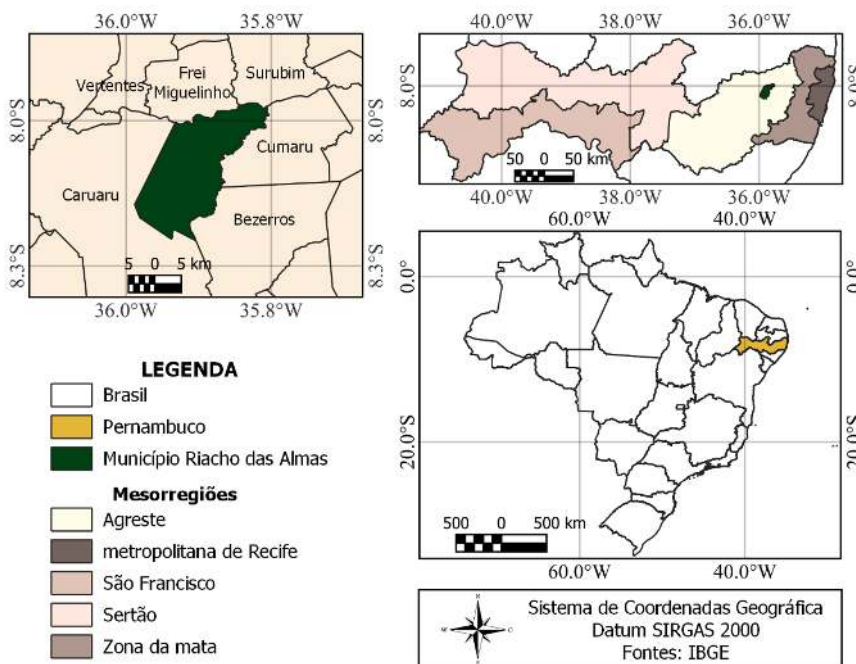 36.0°W 35.8°W
Vertentes
Frei
Miguelinho
Surubim
8.0°S
8.0°S
Cumaru
Caruaru
Bezerros
5 0 5 km
8.3°S
8.3°S
36.0°W 35.8°W
40.0°W 38.0°W 36.0°W
8.0°S
8.0°S
50 0 50 km
40.0°W 38.0°W 36.0°W
60.0°W 40.0°W
0.0°
0.0°
20.0°S
20.0°S
500 0 500 km
60.0°W 40.0°W
LEGENDA
Brasil
Pernambuco
Município Riacho das Almas
Mesorregiões
Agreste
metropolitana de Recife
São Francisco
Sertão
Zona da mata
Sistema de Coordenadas Geográfica
Datum SIRGAS 2000
Fontes: IBGE